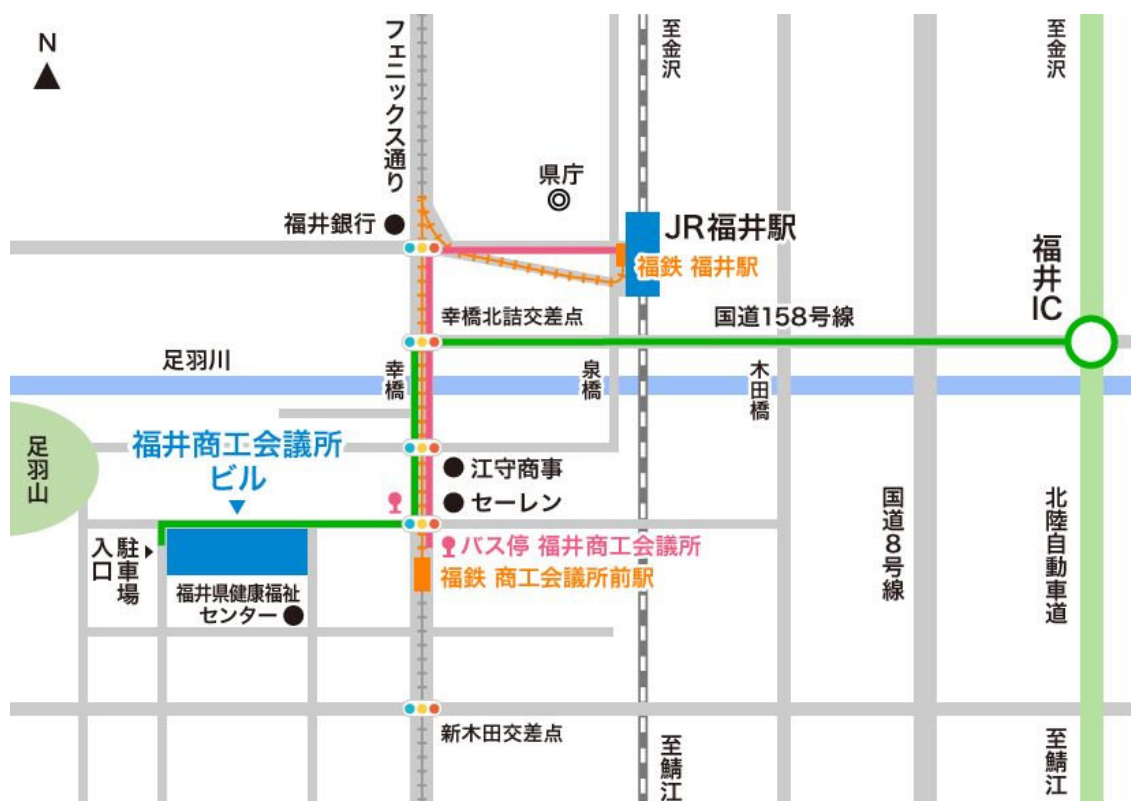 N
フェニックス通り
至金沢
至金沢
県庁
福井銀行
JR福井駅
福鉄 福井駅
福井IC
幸橋北詰交差点
国道158号線
足羽川
幸橋
泉橋
木田橋
足羽山
福井商工会議所
ビル
江守商事
セーレン
国道8号線
北陸自動車道
駐車場
入口
バス停 福井商工会議所
福鉄 商工会議所前駅
福井県健康福祉
センター
新木田交差点
至鯖江
至鯖江